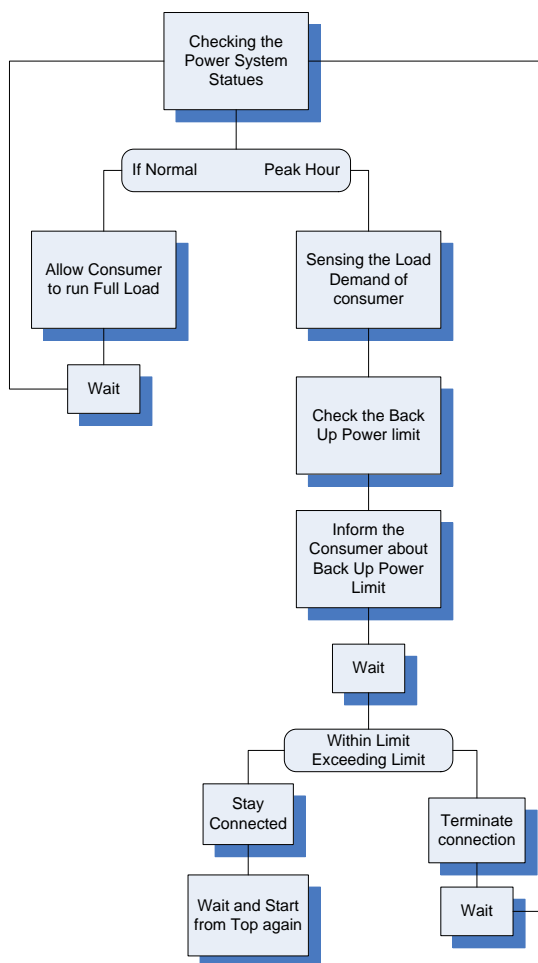 Checking the
Power System
Statues
If Normal
Peak Hour
Allow Consumer
to run Full Load
Wait
Sensing the Load
Demand of
consumer
Check the Back
Up Power limit
Inform the
Consumer about
Back Up Power
Limit
Wait
Within Limit
Exceeding Limit
Stay
Connected
Wait and Start
from Top again
Terminate
connection
Wait